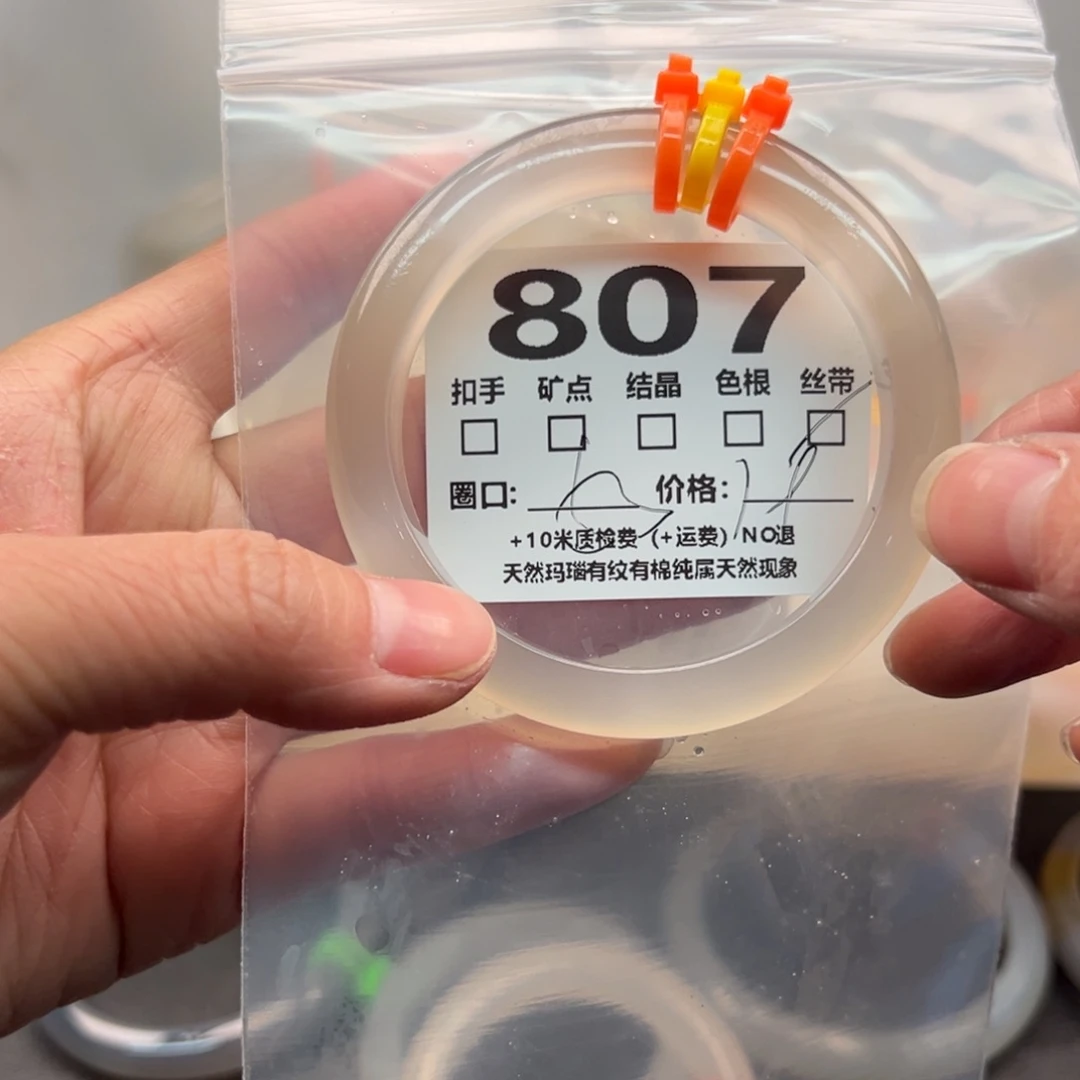 807
扣手 矿点 结晶 色根 丝带
圈口: 价格:
+10米质检费 (+运费) NO退
天然玛瑙有纹有棉纯属天然现象